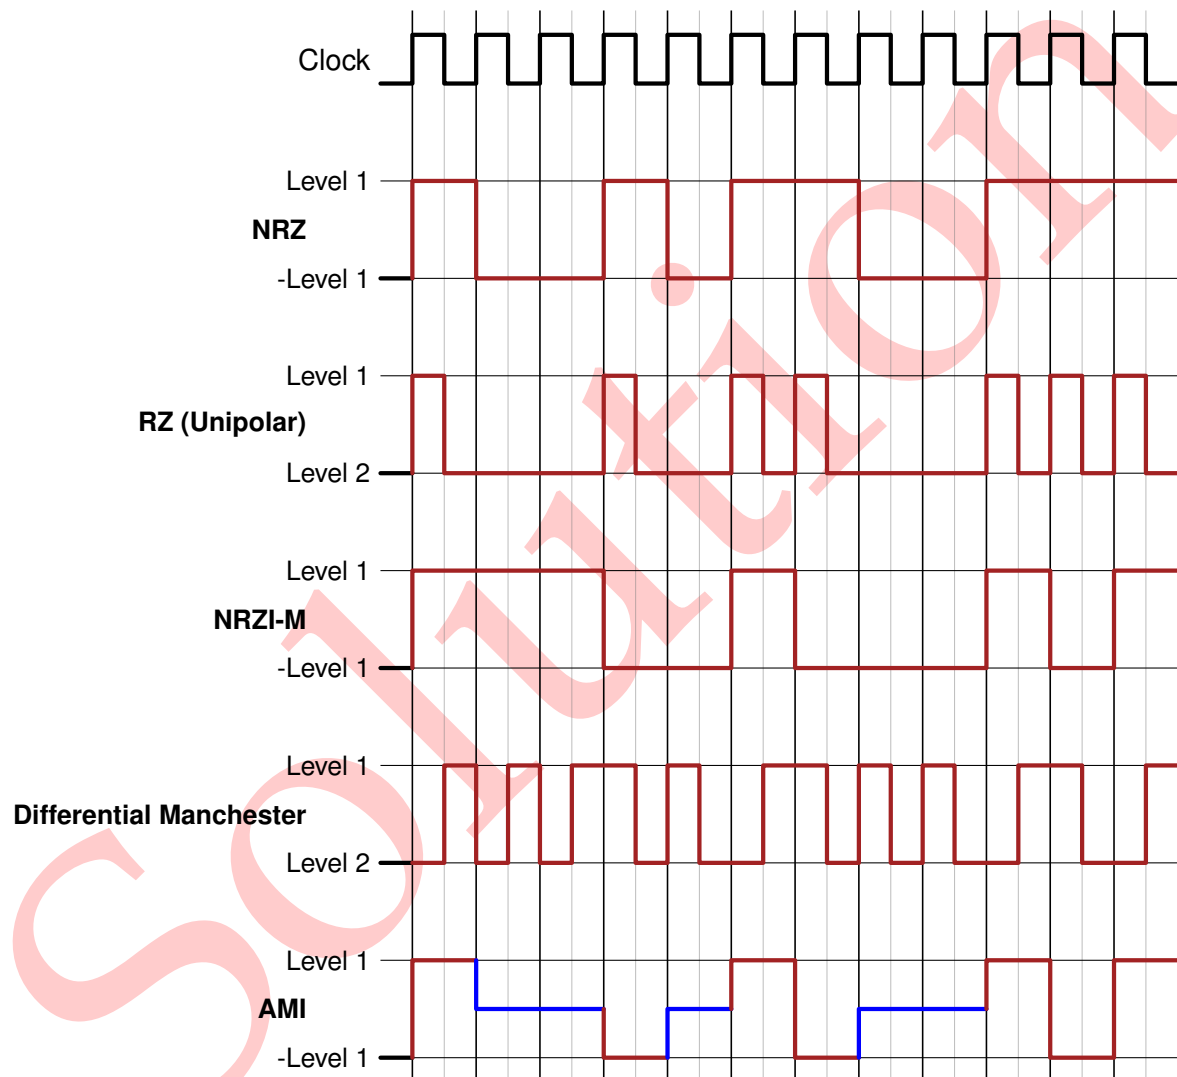 Clock
Level 1
NRZ
-Level 1
Level 1
RZ (Unipolar)
Level 2
Level 1
NRZI-M
-Level 1
Level 1
Differential Manchester
Level 2
Level 1
AMI
-Level 1
Solution